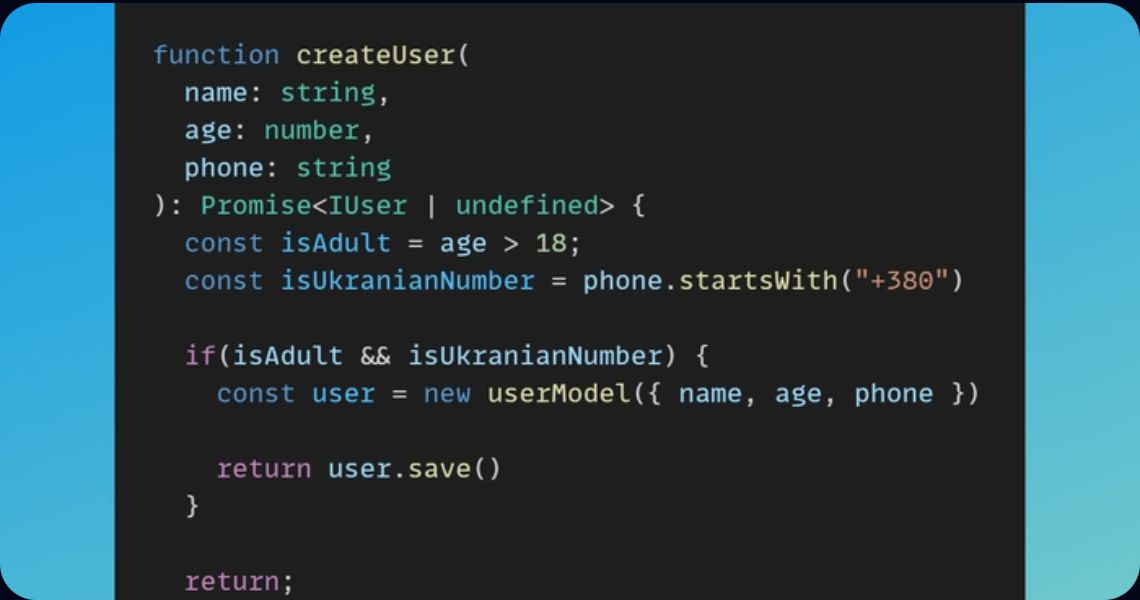 function createUser(
  name: string,
  age: number,
  phone: string
): Promise<IUser | undefined> {
  const isAdult = age > 18;
  const isUkranianNumber = phone.startsWith("+380")

  if(isAdult && isUkranianNumber) {
    const user = new userModel({ name, age, phone })

    return user.save()
  }

  return;